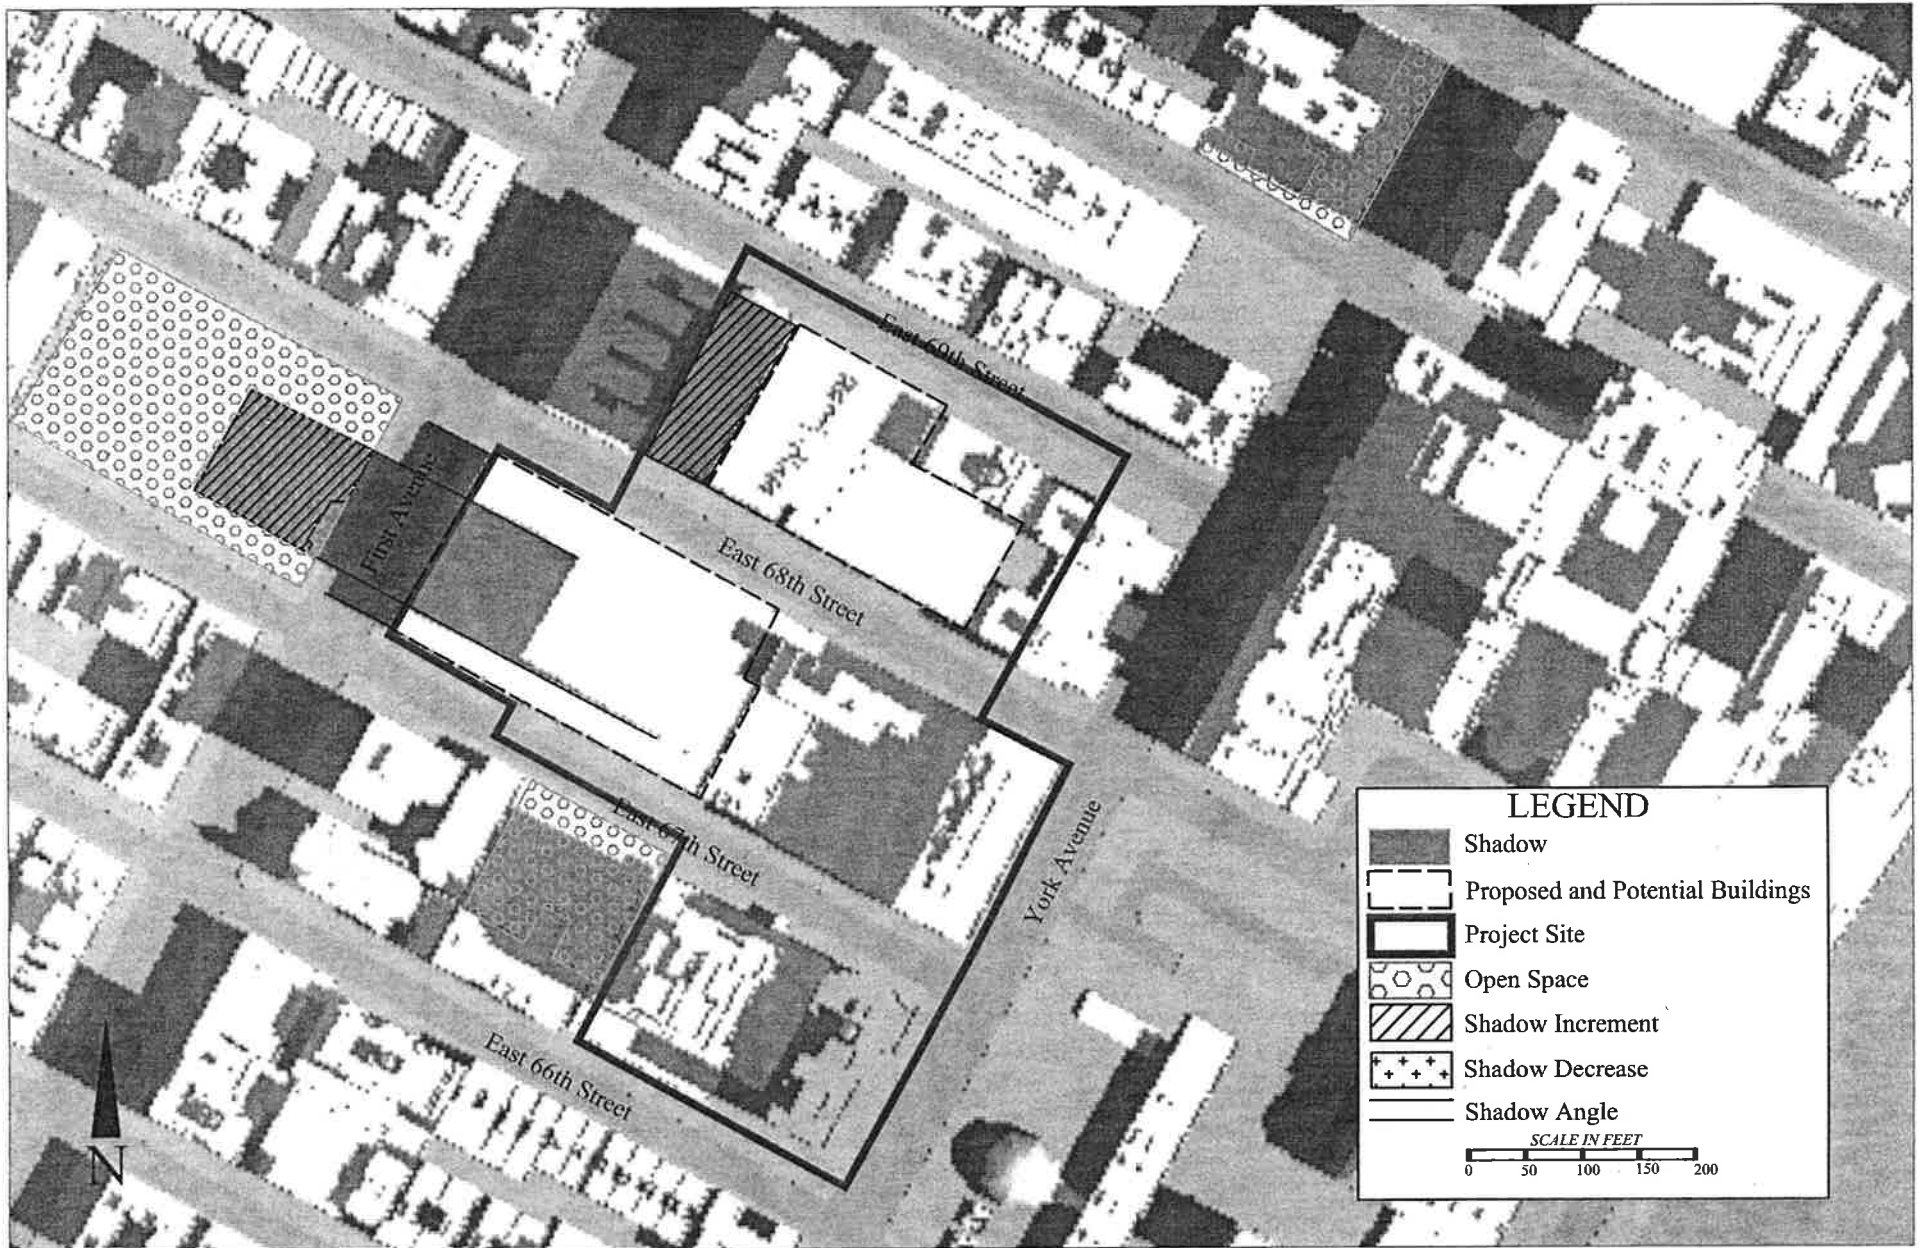 East 69th Street
First Avenue
East 68th Street
East 67th Street
York Avenue
East 66th Street
N
LEGEND
Shadow
Proposed and Potential Buildings
Project Site
Open Space
Shadow Increment
Shadow Decrease
Shadow Angle
SCALE IN FEET
0 50 100 150 200